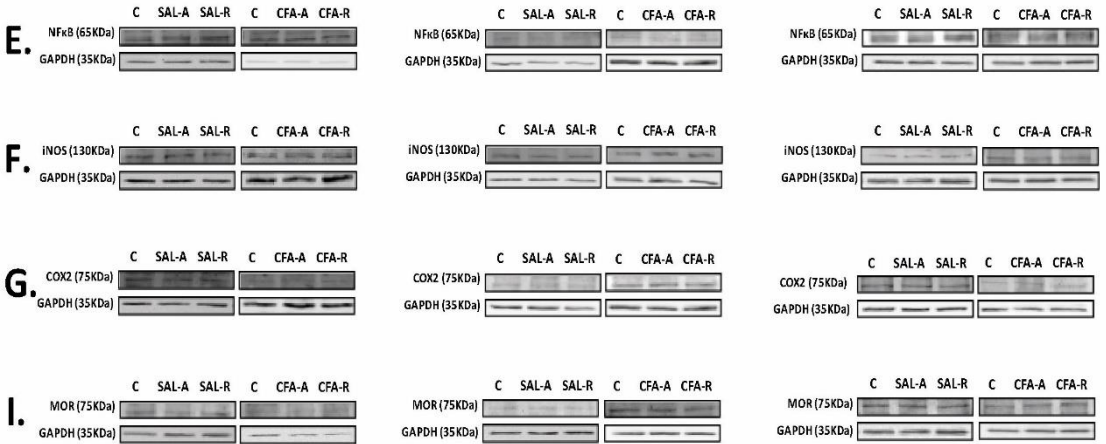 C SAL-A SAL-R C CFA-A CFA-R C SAL-A SAL-R C CFA-A CFA-R C SAL-A SAL-R C CFA-A CFA-R
E. NFκB (65KDa) NFκB (65KDa) NFκB (65KDa)
GAPDH (35KDa) GAPDH (35KDa) GAPDH (35KDa)
C SAL-A SAL-R C CFA-A CFA-R C SAL-A SAL-R C CFA-A CFA-R C SAL-A SAL-R C CFA-A CFA-R
F. iNOS (130KDa) iNOS (130KDa) iNOS (130KDa)
GAPDH (35KDa) GAPDH (35KDa) GAPDH (35KDa)
C SAL-A SAL-R C CFA-A CFA-R C SAL-A SAL-R C CFA-A CFA-R C SAL-A SAL-R C CFA-A CFA-R
G. COX2 (75KDa) COX2 (75KDa) COX2 (75KDa)
GAPDH (35KDa) GAPDH (35KDa) GAPDH (35KDa)
C SAL-A SAL-R C CFA-A CFA-R C SAL-A SAL-R C CFA-A CFA-R C SAL-A SAL-R C CFA-A CFA-R
I. MOR (75KDa) MOR (75KDa) MOR (75KDa)
GAPDH (35KDa) GAPDH (35KDa) GAPDH (35KDa)